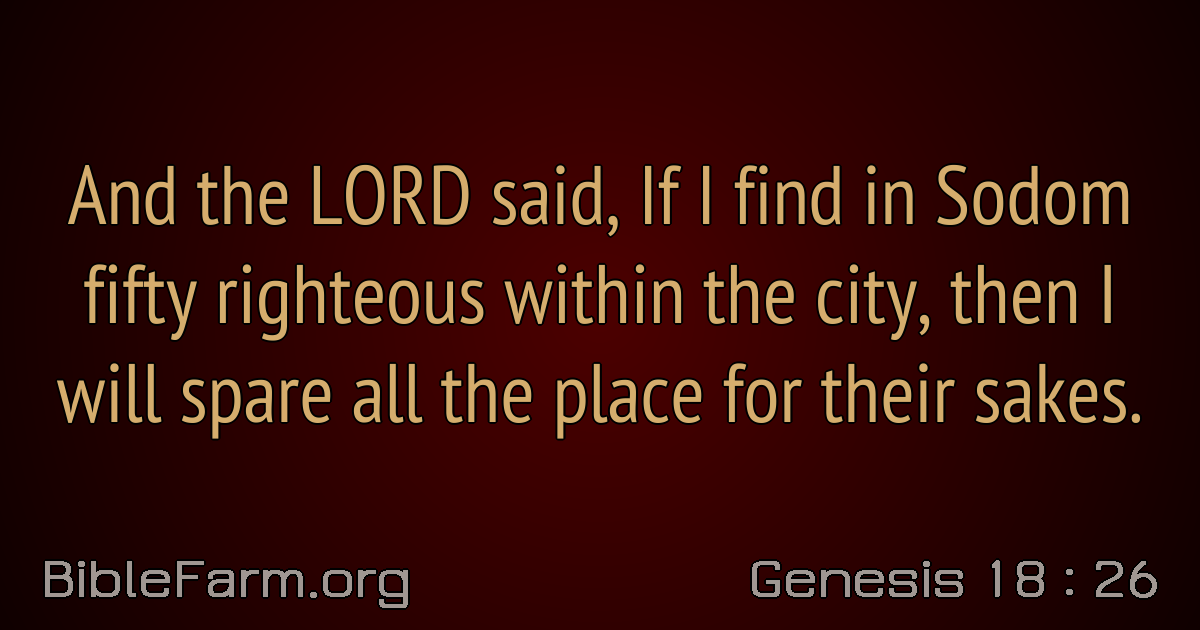 And the LORD said, If I find in Sodom
fifty righteous within the city, then I
will spare all the place for their sakes.
BibleFarm.org
Genesis 18 : 26